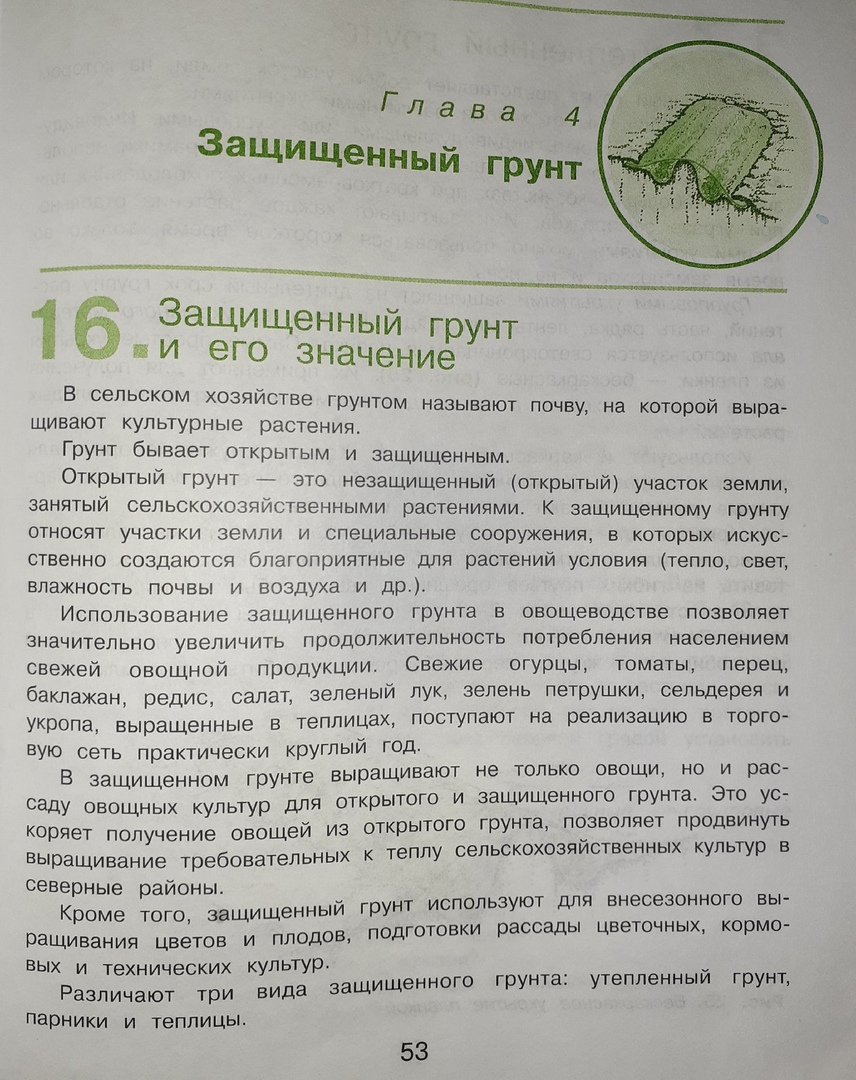 Глава 4
Защищенный грунт
16. Защищенный грунт
и его значение
В сельском хозяйстве грунтом называют почву, на которой выра-
щивают культурные растения.
Грунт бывает открытым и защищенным.
Открытый грунт — это незащищенный (открытый) участок земли,
занятый сельскохозяйственными растениями. К защищенному грунту
относят участки земли и специальные сооружения, в которых искус-
ственно создаются благоприятные для растений условия (тепло, свет,
влажность почвы и воздуха и др.).
Использование защищенного грунта в овощеводстве позволяет
значительно увеличить продолжительность потребления населением
свежей овощной продукции. Свежие огурцы, томаты, перец,
баклажан, редис, салат, зеленый лук, зелень петрушки, сельдерея и
укропа, выращенные в теплицах, поступают на реализацию в торго-
вую сеть практически круглый год.
В защищенном грунте выращивают не только овощи, но и рас-
саду овощных культур для открытого и защищенного грунта. Это ус-
коряет получение овощей из открытого грунта, позволяет продвинуть
выращивание требовательных к теплу сельскохозяйственных культур в
северные районы.
Кроме того, защищенный грунт используют для внесезонного вы-
ращивания цветов и плодов, подготовки рассады цветочных, кормо-
вых и технических культур.
Различают три вида защищенного грунта: утепленный грунт,
парники и теплицы.
53